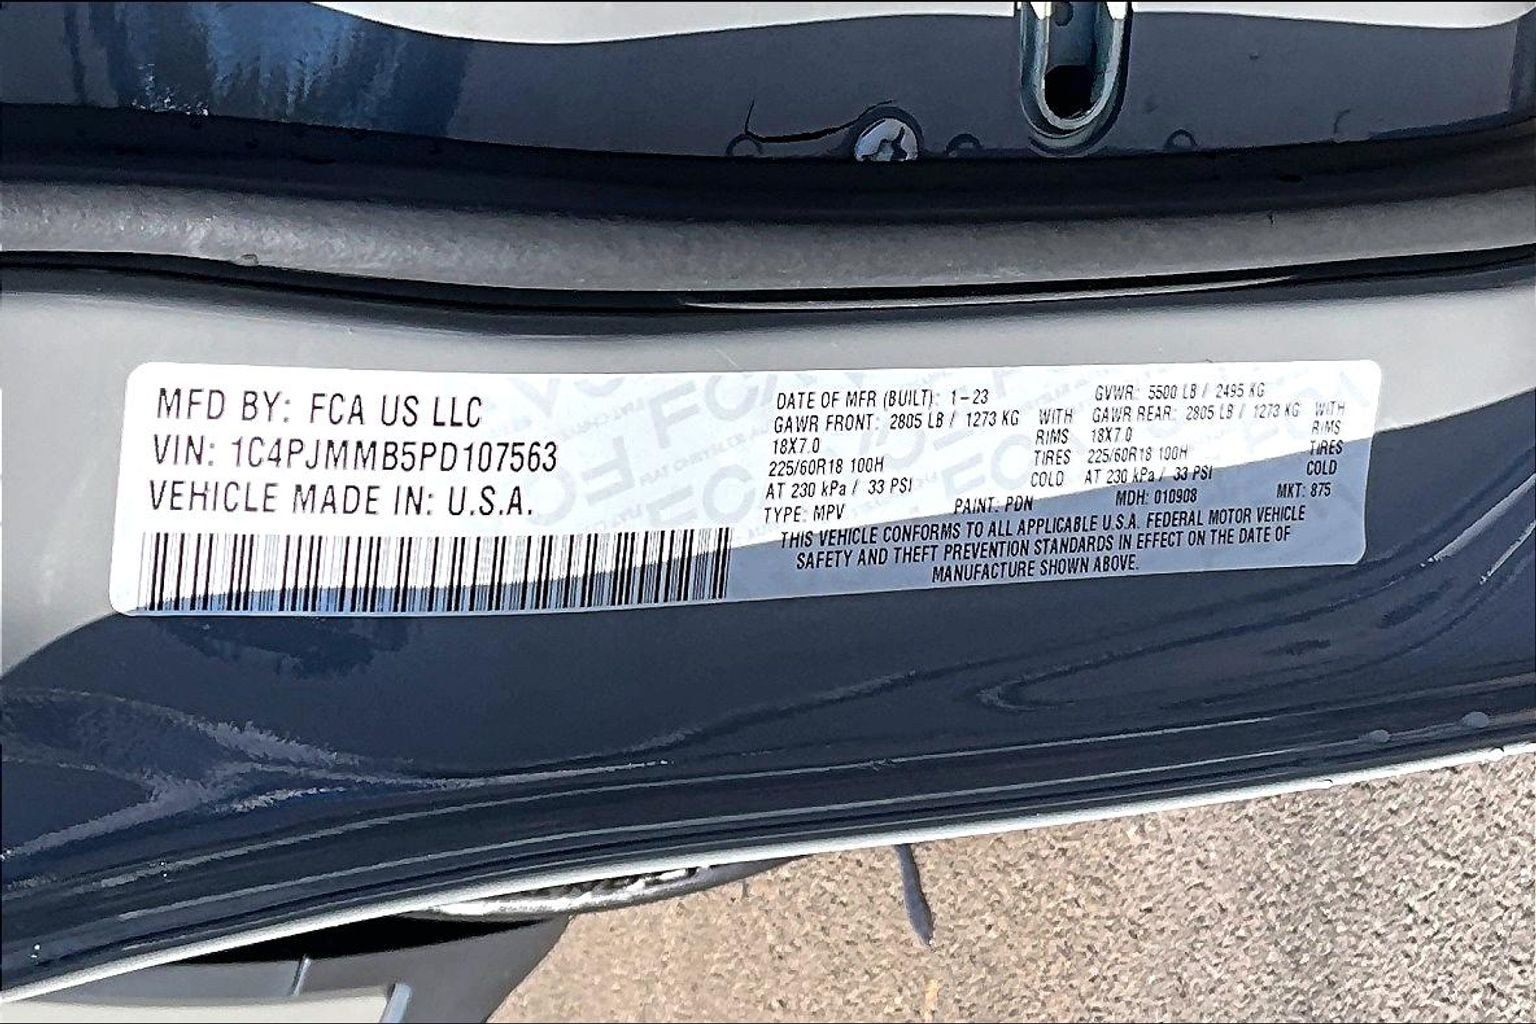 MFD BY: FCA US LLC
VIN: 1C4PJMMB5PD107563
VEHICLE MADE IN: U.S.A.
DATE OF MFR (BUILT): 1-23
GVWR: 5500 LB / 2495 KG
GAWR FRONT: 2805 LB / 1273 KG WITH
18X7.0 RIMS
225/60R18 100H TIRES
AT 230 kPa / 33 PSI COLD
GAWR REAR: 2805 LB / 1273 KG WITH
18X7.0 RIMS
225/60R18 100H TIRES
AT 230 kPa / 33 PSI COLD
TYPE: MPV PAINT: PDN MDH: 010908 MKT: 875
THIS VEHICLE CONFORMS TO ALL APPLICABLE U.S.A. FEDERAL MOTOR VEHICLE
SAFETY AND THEFT PREVENTION STANDARDS IN EFFECT ON THE DATE OF
MANUFACTURE SHOWN ABOVE.